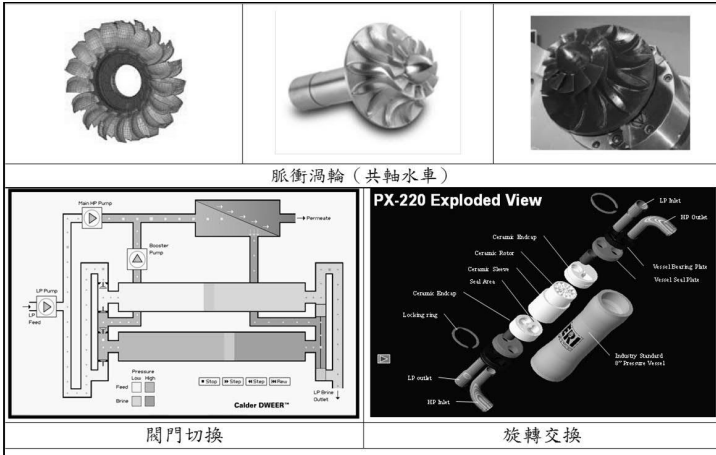 脈衝渦輪（共軸水車）
Main HP Pump
Permeate
Booster
Pump
LP Pump
LP
Feed
Pressure
Low High
Feed
Brine
Stop
Step
Step
Rew
LP Brine
Outlet
Calder DWEER™
PX-220 Exploded View
LP Inlet
HP Outlet
Ceramic Endcap
Ceramic Rotor
Ceramic Sleeve
Seal Area
Ceramic Endcap
Locking ring
Vessel Bearing Plate
Vessel Seal Plate
ERI
Industry Standard
8" Pressure Vessel
LP outlet
HP Inlet
閥門切換
旋轉交換